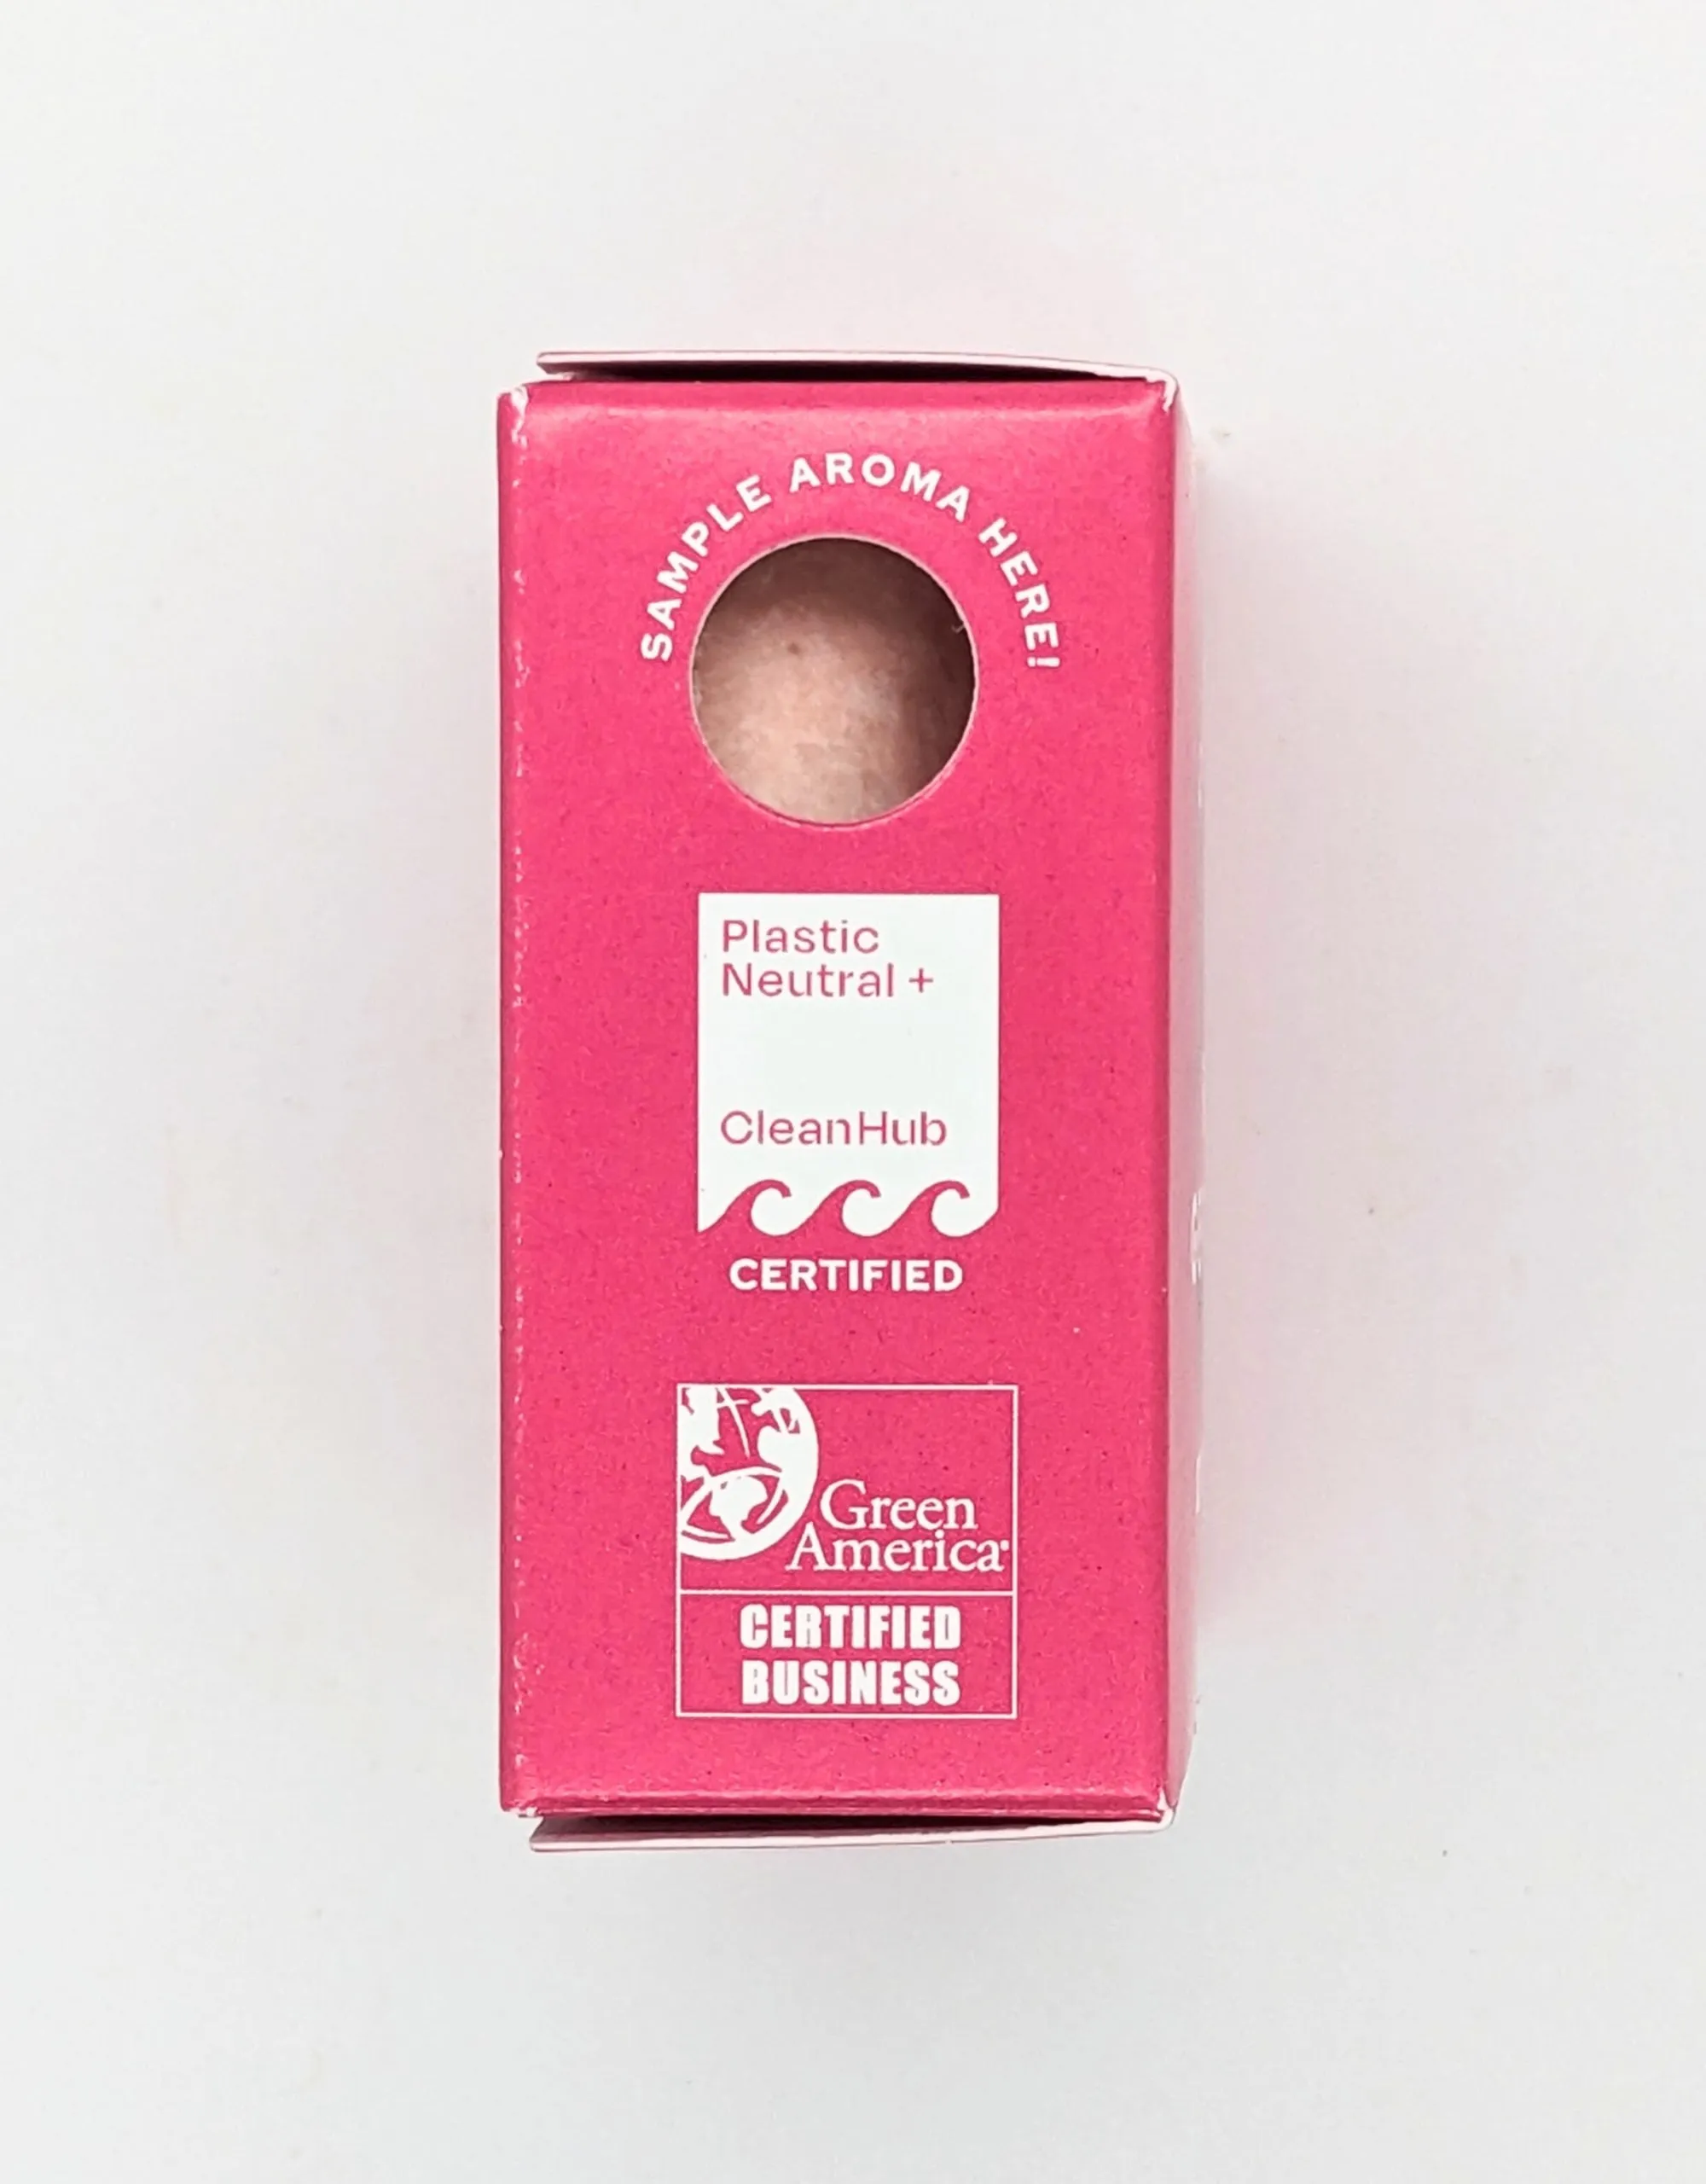 SAMPLE AROMA HERE!
Plastic
Neutral +
CleanHub
CERTIFIED
Green
America
CERTIFIED
BUSINESS